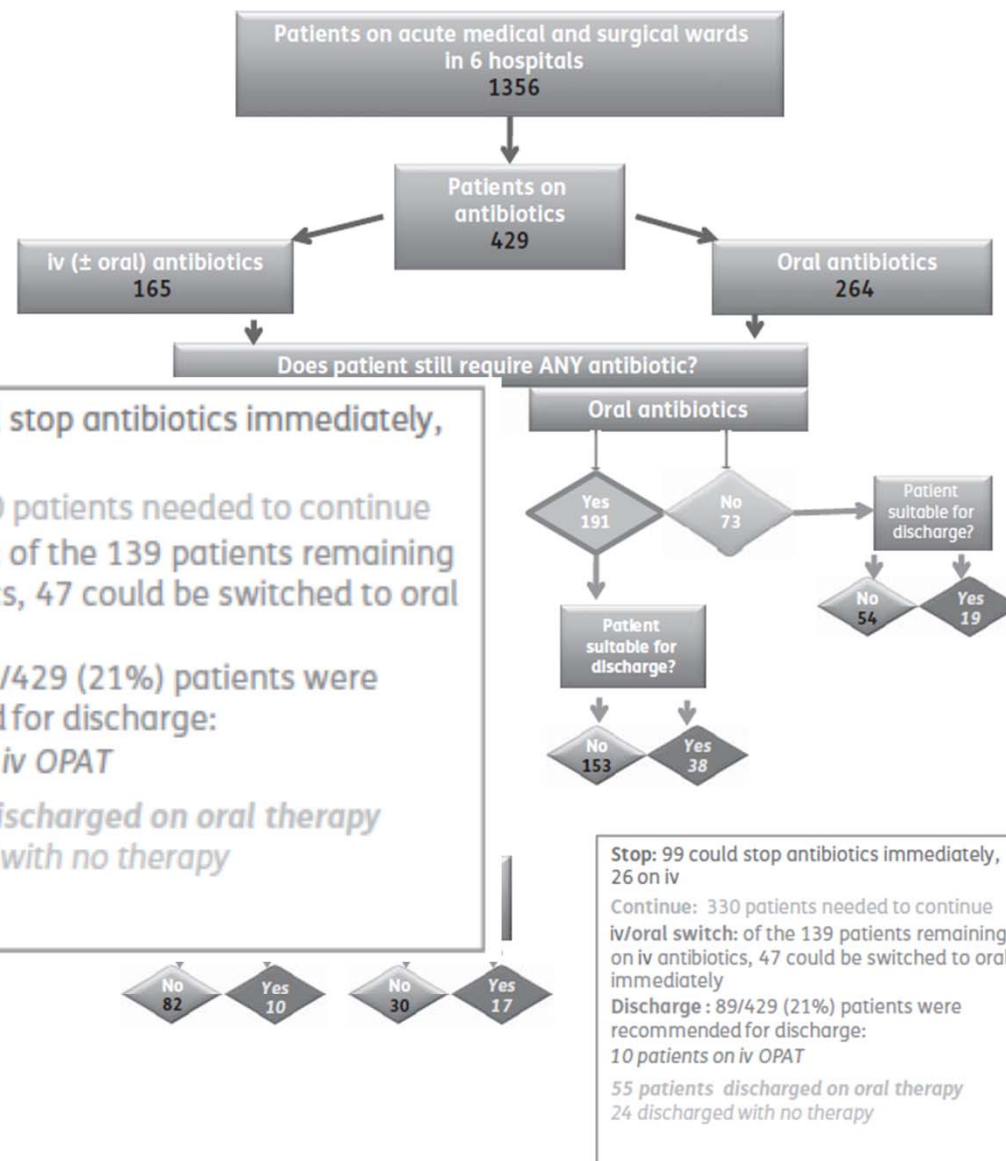 Patients on acute medical and surgical wards
in 6 hospitals
1356
Patients on
antibiotics
429
iv (± oral) antibiotics
165
Oral antibiotics
264
Does patient still require ANY antibiotic?
Oral antibiotics
stop antibiotics immediately,
patients needed to continue
of the 139 patients remaining
47 could be switched to oral
/429 (21%) patients were
for discharge:
iv OPAT
discharged on oral therapy
with no therapy
Yes
191
No
73
Patient
suitable for
discharge?
No
54
Yes
19
Patient
suitable for
discharge?
No
153
Yes
38
No
82
Yes
10
No
30
Yes
17
Stop: 99 could stop antibiotics immediately,
26 on iv
Continue: 330 patients needed to continue
iv/oral switch: of the 139 patients remaining
on iv antibiotics, 47 could be switched to oral
immediately
Discharge : 89/429 (21%) patients were
recommended for discharge:
10 patients on iv OPAT
55 patients discharged on oral therapy
24 discharged with no therapy